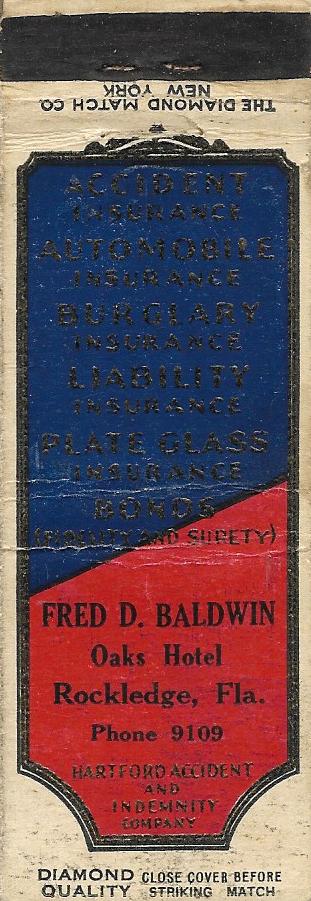 THE DIAMOND MATCH CO.
NEW YORK
ACCIDENT
INSURANCE
AUTOMOBILE
INSURANCE
BURGLARY
INSURANCE
LIABILITY
INSURANCE
PLATE GLASS
INSURANCE
BONDS
(FIDELITY AND SURETY)
FRED D. BALDWIN
Oaks Hotel
Rockledge, Fla.
Phone 9109
HARTFORD ACCIDENT
AND
INDEMNITY
COMPANY
DIAMOND QUALITY
CLOSE COVER BEFORE
STRIKING MATCH